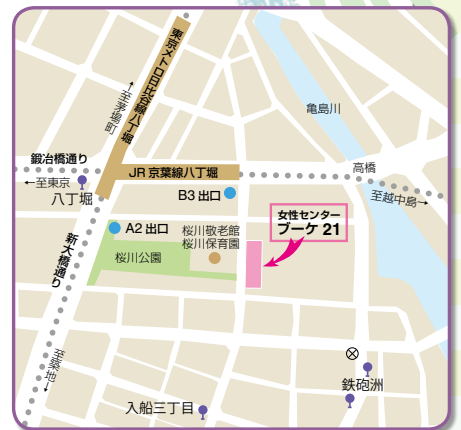 東京メトロ日比谷線八丁堀
←至茅場町
亀島川
鍛冶橋通り
JR 京葉線八丁堀
高橋
←至東京
八丁堀
B3 出口
至越中島→
女性センター
ブーケ 21
A2 出口
桜川敬老館
桜川保育園
桜川公園
新大橋通り
至築地→
鉄砲洲
入船三丁目